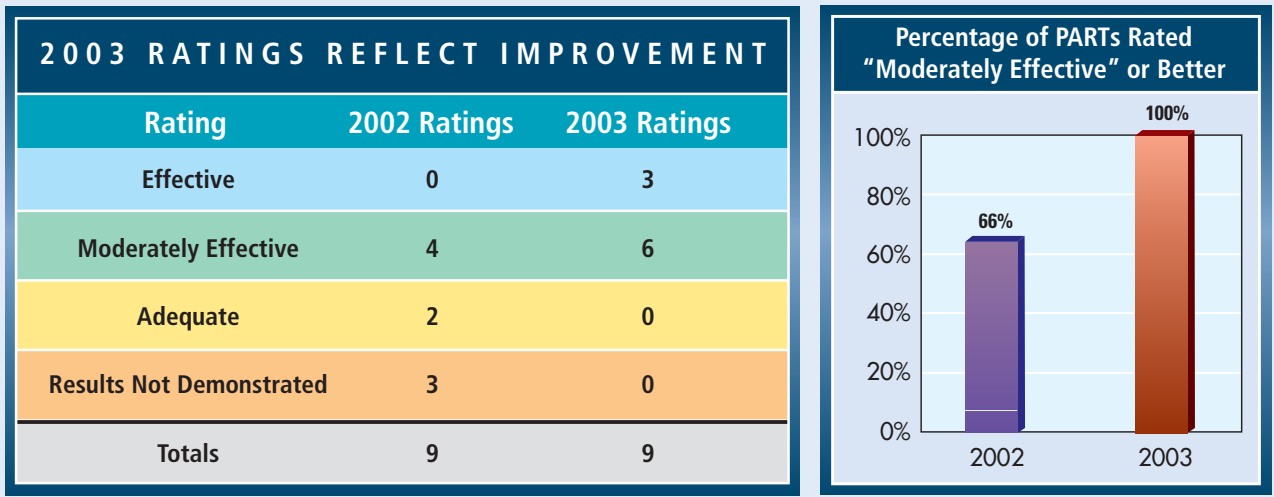 2003 RATINGS REFLECT IMPROVEMENT
Rating 2002 Ratings 2003 Ratings
Effective 0 3
Moderately Effective 4 6
Adequate 2 0
Results Not Demonstrated 3 0
Totals 9 9
Percentage of PARTs Rated
“Moderately Effective” or Better
100%
100%
80%
66%
60%
40%
20%
0%
2002 2003